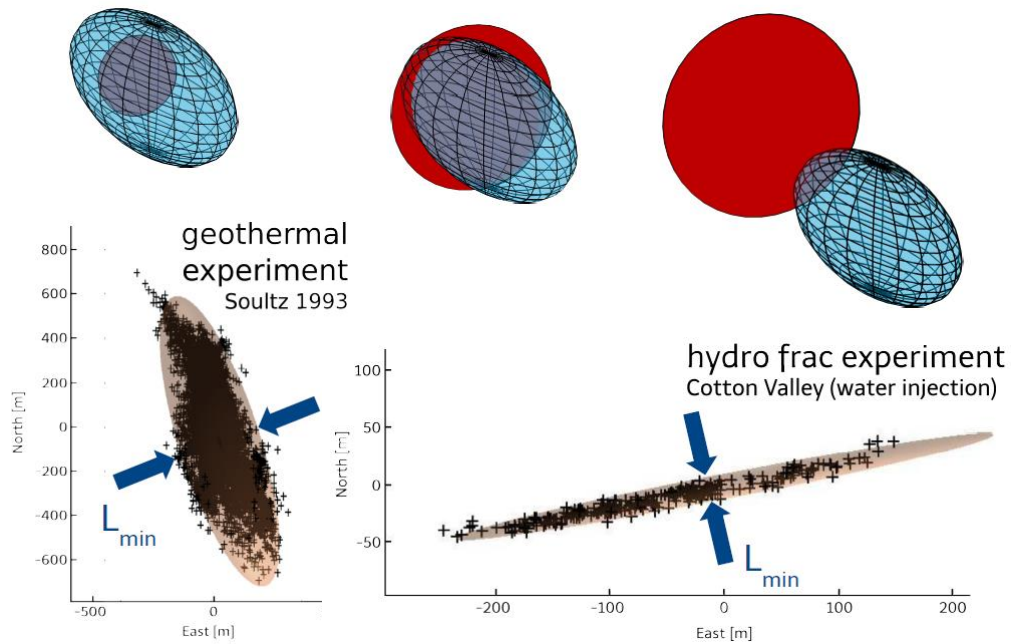 geothermal
experiment
Soultz 1993
800
600
400
200
0
-200
-400
-600
North [m]
L min
-500
0
East [m]
hydro frac experiment
Cotton Valley (water injection)
100
50
0
-50
North [m]
L min
-200
-100
0
100
200
East [m]